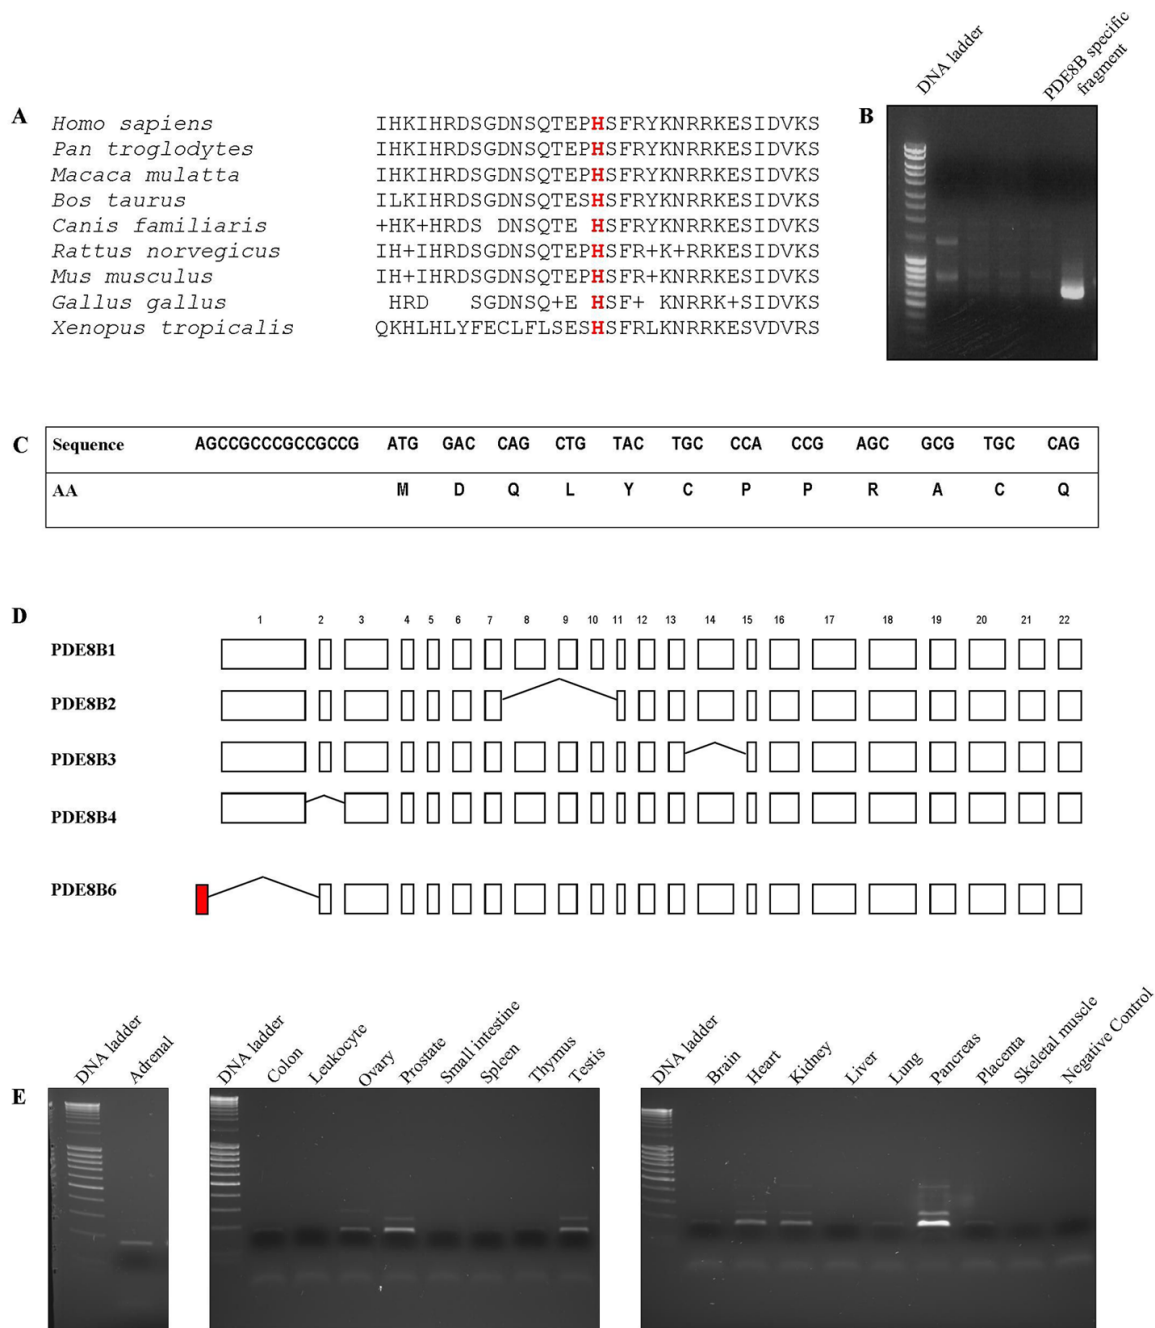 DNA ladder
PDE8B specific
fragment
A
Homo sapiens IHKIHRDSGDNSQTEPHSFRYKNRRKESIDVKS
Pan troglodytes IHKIHRDSGDNSQTEPHSFRYKNRRKESIDVKS
Macaca mulatta IHKIHRDSGDNSQTEPHSFRYKNRRKESIDVKS
Bos taurus ILKIHRDSGDNSQTESHSFRYKNRRKESIDVKS
Canis familiaris +HK+HRDS DNSQTE HSFRYKNRRKESIDVKS
Rattus norvegicus IH+IHRDSGDNSQTEPHSFR+K+RRKESIDVKS
Mus musculus IH+IHRDSGDNSQTEPHSFR+KNRRKESIDVKS
Gallus gallus HRD SGDNSQ+E HSF+ KNRRK+SIDVKS
Xenopus tropicalis QKHLHLYFECLFLSESHSFRLKNRRKESVDVRS
B
C
Sequence AGCCGCCCGCCGCCG ATG GAC CAG CTG TAC TGC CCA CCG AGC GCG TGC CAG
AA M D Q L Y C P P R A C Q
D
1 2 3 4 5 6 7 8 9 10 11 12 13 14 15 16 17 18 19 20 21 22
PDE8B1
PDE8B2
PDE8B3
PDE8B4
PDE8B6
E
DNA ladder
Adrenal
DNA ladder
Colon
Leukocyte
Ovary
Prostate
Small intestine
Spleen
Thymus
Testis
DNA ladder
Brain
Heart
Kidney
Liver
Lung
Pancreas
Placenta
Skeletal muscle
Negative Control